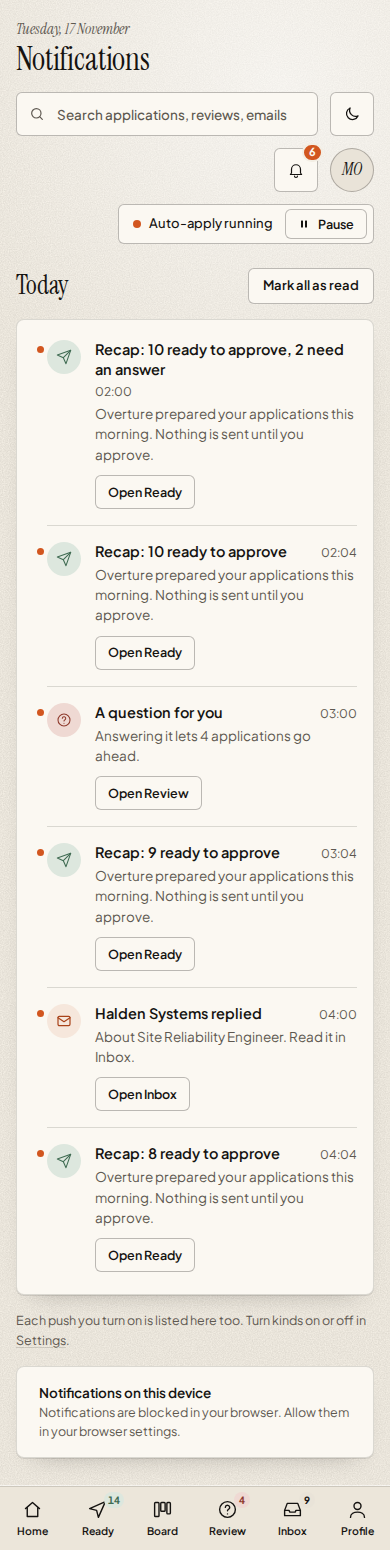 Tuesday, 17 November
Notifications
Search applications, reviews, emails
6
MO
Auto-apply running
Pause
Today
Mark all as read
Recap: 10 ready to approve, 2 need
an answer
02:00
Overture prepared your applications this
morning. Nothing is sent until you
approve.
Open Ready
Recap: 10 ready to approve 02:04
Overture prepared your applications this
morning. Nothing is sent until you
approve.
Open Ready
A question for you 03:00
Answering it lets 4 applications go
ahead.
Open Review
Recap: 9 ready to approve 03:04
Overture prepared your applications this
morning. Nothing is sent until you
approve.
Open Ready
Halden Systems replied 04:00
About Site Reliability Engineer. Read it in
Inbox.
Open Inbox
Recap: 8 ready to approve 04:04
Overture prepared your applications this
morning. Nothing is sent until you
approve.
Open Ready
Each push you turn on is listed here too. Turn kinds on or off in
Settings.
Notifications on this device
Notifications are blocked in your browser. Allow them
in your browser settings.
14 4 9
Home Ready Board Review Inbox Profile